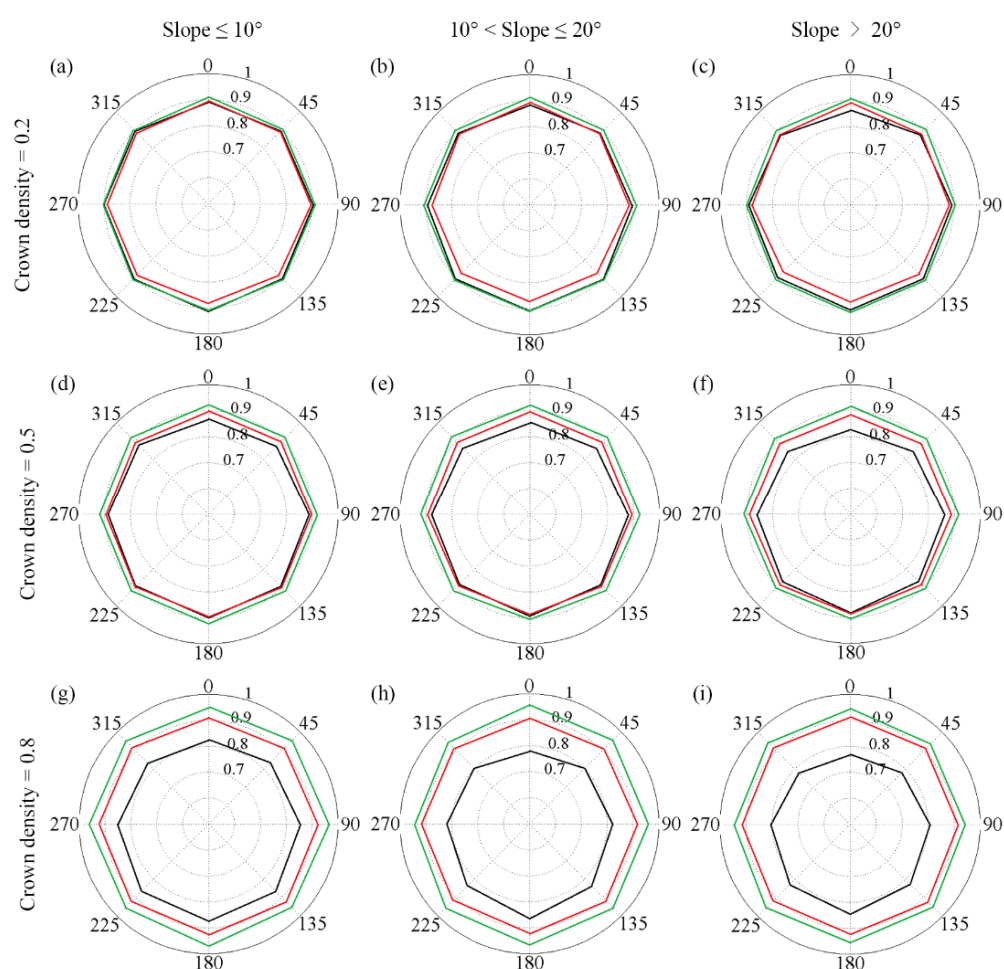 Slope ≤ 10° 10° < Slope ≤ 20° Slope > 20°
Crown density = 0.2
(a) 0 1 45 90 135 180 225 270 315 0.9 0.8 0.7
(b) 0 1 45 90 135 180 225 270 315 0.9 0.8 0.7
(c) 0 1 45 90 135 180 225 270 315 0.9 0.8 0.7
Crown density = 0.5
(d) 0 1 45 90 135 180 225 270 315 0.9 0.8 0.7
(e) 0 1 45 90 135 180 225 270 315 0.9 0.8 0.7
(f) 0 1 45 90 135 180 225 270 315 0.9 0.8 0.7
Crown density = 0.8
(g) 0 1 45 90 135 180 225 270 315 0.9 0.8 0.7
(h) 0 1 45 90 135 180 225 270 315 0.9 0.8 0.7
(i) 0 1 45 90 135 180 225 270 315 0.9 0.8 0.7